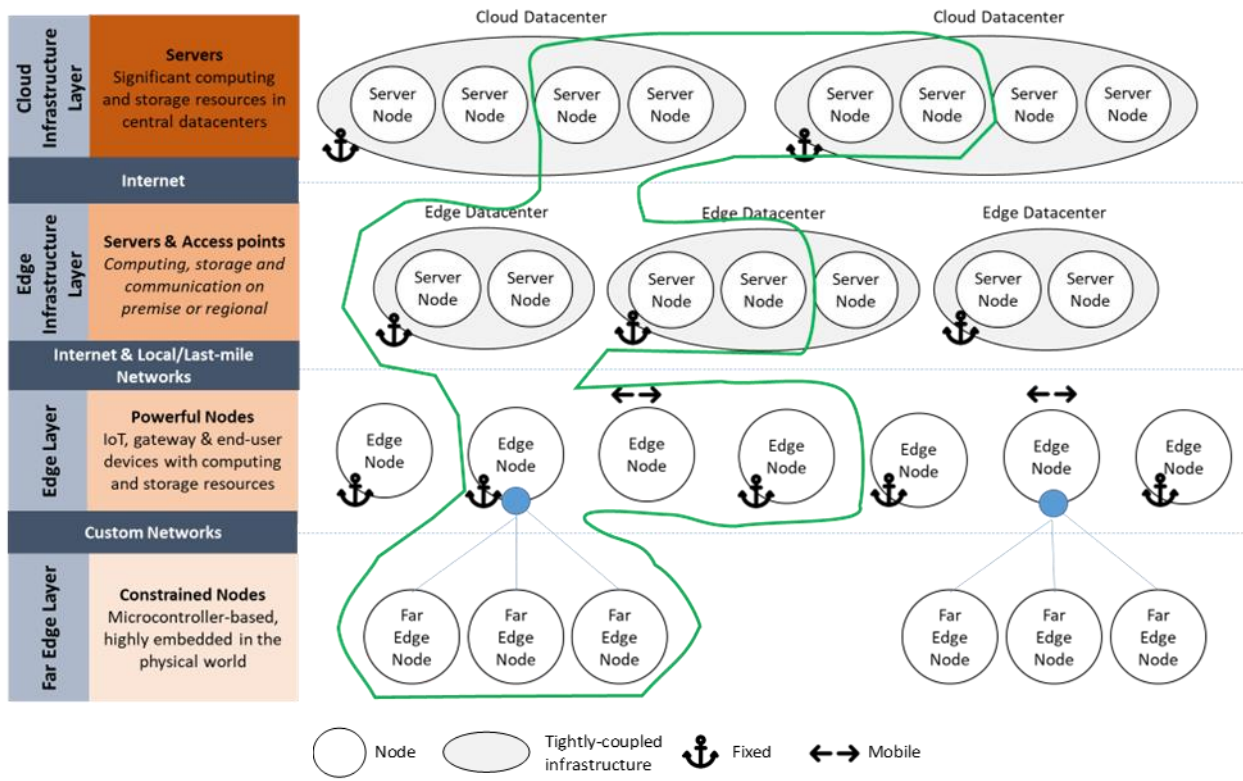 Cloud
Infrastructure
Layer
Servers
Significant computing
and storage resources in
central datacenters
Cloud Datacenter
Server
Node
Server
Node
Server
Node
Server
Node
Cloud Datacenter
Server
Node
Server
Node
Server
Node
Server
Node
Internet
Edge
Infrastructure
Layer
Servers & Access points
Computing, storage and
communication on
premise or regional
Edge Datacenter
Server
Node
Server
Node
Edge Datacenter
Server
Node
Server
Node
Server
Node
Edge Datacenter
Server
Node
Server
Node
Internet & Local/Last-mile
Networks
Edge Layer
Powerful Nodes
IoT, gateway & end-user
devices with computing
and storage resources
Edge
Node
Edge
Node
Edge
Node
Edge
Node
Edge
Node
Edge
Node
Edge
Node
Custom Networks
Far Edge Layer
Constrained Nodes
Microcontroller-based,
highly embedded in the
physical world
Far
Edge
Node
Far
Edge
Node
Far
Edge
Node
Far
Edge
Node
Far
Edge
Node
Far
Edge
Node
Node
Tightly-coupled
infrastructure
Fixed
Mobile